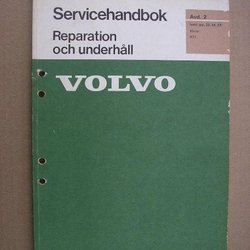 Servicehandbok
Reparation
och underhåll
Avd. 2
VOLVO